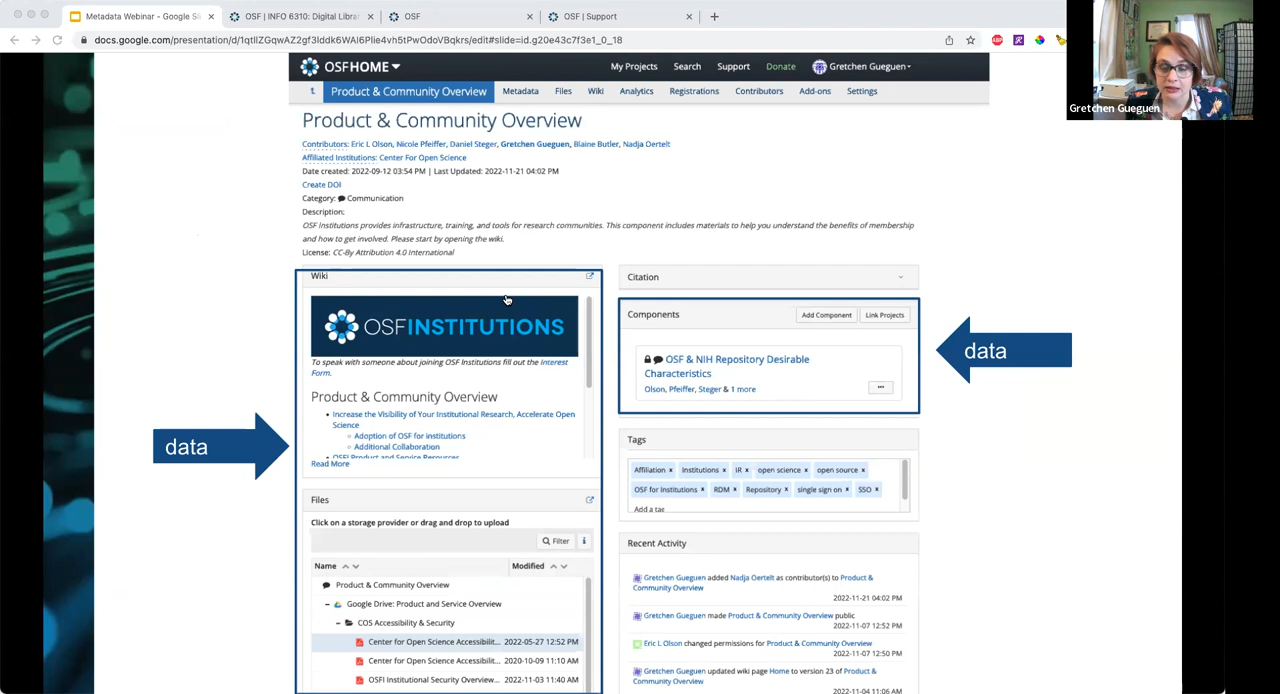 Metadata Webinar - Google Sl
OSF | INFO 6310: Digital Librar
OSF
OSF | Support
docs.google.com/presentation/d/1qtllZGqwAZ2gf3Iddk6WAI6Plie4vh5tPwOdoVBqkrs/edit#slide=id.g20e43c7f3e1_0_18
Gretchen Gueguen
OSFHOME
My Projects Search Support Donate Gretchen Gueguen
Product & Community Overview Metadata Files Wiki Analytics Registrations Contributors Add-ons Settings
Product & Community Overview
Contributors: Eric L Olson, Nicole Pfeiffer, Daniel Steger, Gretchen Gueguen, Blaine Butler, Nadja Oertelt
Affiliated Institutions: Center For Open Science
Date created: 2022-09-12 03:54 PM | Last Updated: 2022-11-21 04:02 PM
Create DOI
Category: Communication
Description:
OSF Institutions provides infrastructure, training, and tools for research communities. This component includes materials to help you understand the benefits of membership
and how to get involved. Please start by opening the wiki.
License: CC-By Attribution 4.0 International
Wiki
OSFINSTITUTIONS
To speak with someone about joining OSF Institutions fill out the Interest
Form.
Product & Community Overview
Increase the Visibility of Your Institutional Research, Accelerate Open
Science
Adoption of OSF for institutions
Additional Collaboration
OSFI Product and Service Resources
Read More
data
Files
Click on a storage provider or drag and drop to upload
Filter
Name Modified
Product & Community Overview
Google Drive: Product and Service Overview
COS Accessibility & Security
Center for Open Science Accessibilit... 2022-05-27 12:52 PM
Center for Open Science Accessibilit... 2020-10-09 11:10 AM
OSFI Institutional Security Overview... 2022-11-03 11:40 AM
Citation
Components Add Component Link Projects
OSF & NIH Repository Desirable
Characteristics
Olson, Pfeiffer, Steger & 1 more
data
Tags
Affiliation x Institutions x IR x open science x open source x
OSF for Institutions x RDM x Repository x single sign on x SSO x
Add a tag
Recent Activity
Gretchen Gueguen added Nadja Oertelt as contributor(s) to Product &
Community Overview
2022-11-21 04:02 PM
Gretchen Gueguen made Product & Community Overview public
2022-11-07 12:52 PM
Eric L Olson changed permissions for Product & Community Overview
2022-11-07 12:50 PM
Gretchen Gueguen updated wiki page Home to version 23 of Product &
Community Overview
2022-11-04 11:06 AM